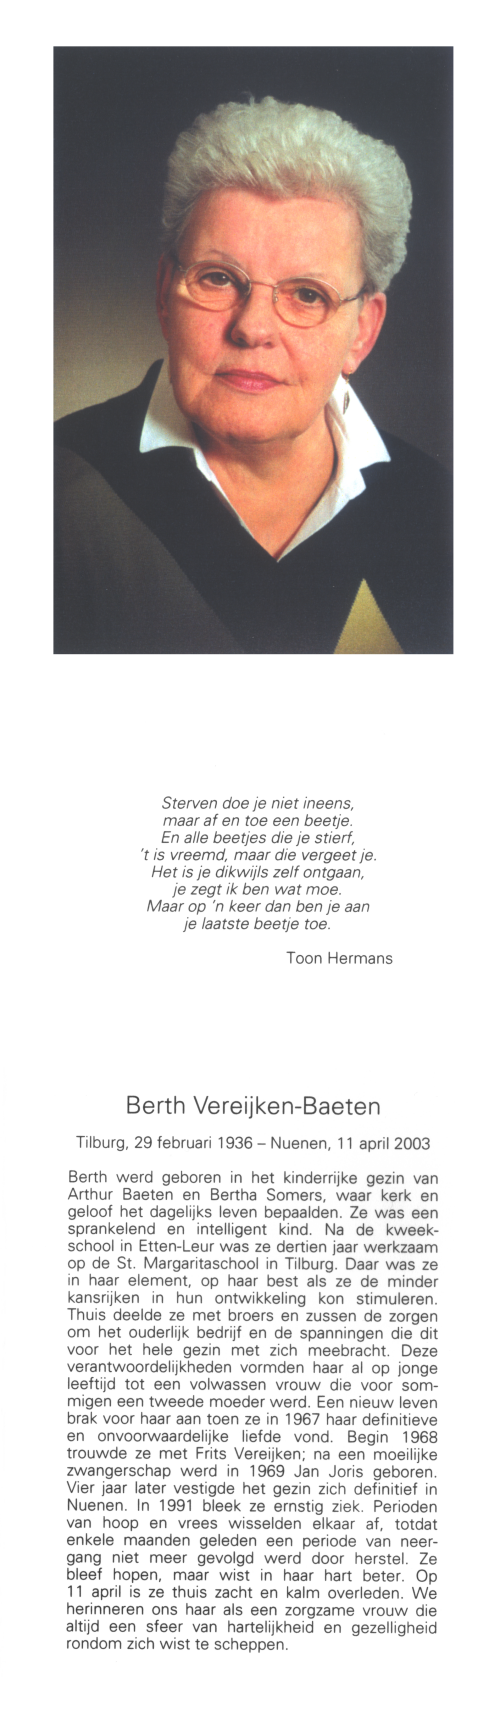 Sterven doe je niet ineens,
maar af en toe een beetje.
En alle beetjes die je stierf,
't is vreemd, maar die vergeet je.
Het is je dikwijls zelf ontgaan,
je zegt ik ben wat moe.
Maar op 'n keer dan ben je aan
je laatste beetje toe.
Toon Hermans
Berth Vereijken-Baeten
Tilburg, 29 februari 1936 – Nuenen, 11 april 2003
Berth werd geboren in het kinderrijke gezin van
Arthur Baeten en Bertha Somers, waar kerk en
geloof het dagelijks leven bepaalden. Ze was een
sprankelend en intelligent kind. Na de kweek-
school in Etten-Leur was ze dertien jaar werkzaam
op de St. Margaritaschool in Tilburg. Daar was ze
in haar element, op haar best als ze de minder
kansrijken in hun ontwikkeling kon stimuleren.
Thuis deelde ze met broers en zussen de zorgen
om het ouderlijk bedrijf en de spanningen die dit
voor het hele gezin met zich meebracht. Deze
verantwoordelijkheden vormden haar al op jonge
leeftijd tot een volwassen vrouw die voor som-
migen een tweede moeder werd. Een nieuw leven
brak voor haar aan toen ze in 1967 haar definitieve
en onvoorwaardelijke liefde vond. Begin 1968
trouwde ze met Frits Vereijken; na een moeilijke
zwangerschap werd in 1969 Jan Joris geboren.
Vier jaar later vestigde het gezin zich definitief in
Nuenen. In 1991 bleek ze ernstig ziek. Perioden
van hoop en vrees wisselden elkaar af, totdat
enkele maanden geleden een periode van neer-
gang niet meer gevolgd werd door herstel. Ze
bleef hopen, maar wist in haar hart beter. Op
11 april is ze thuis zacht en kalm overleden. We
herinneren ons haar als een zorgzame vrouw die
altijd een sfeer van hartelijkheid en gezelligheid
rondom zich wist te scheppen.